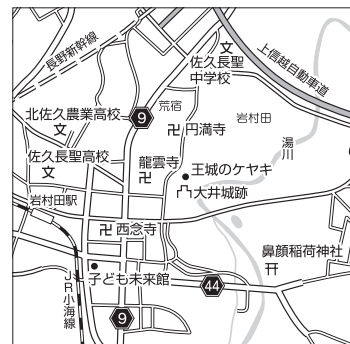 長野新幹線
佐久長聖
中学校
上信越自動車道
北佐久農業高校
9
荒宿
円満寺
岩村田
湯川
佐久長聖高校
龍雲寺
王城のケヤキ
大井城跡
岩村田駅
西念寺
鼻顔稲荷神社
子ども未来館
44
JR小海線
9